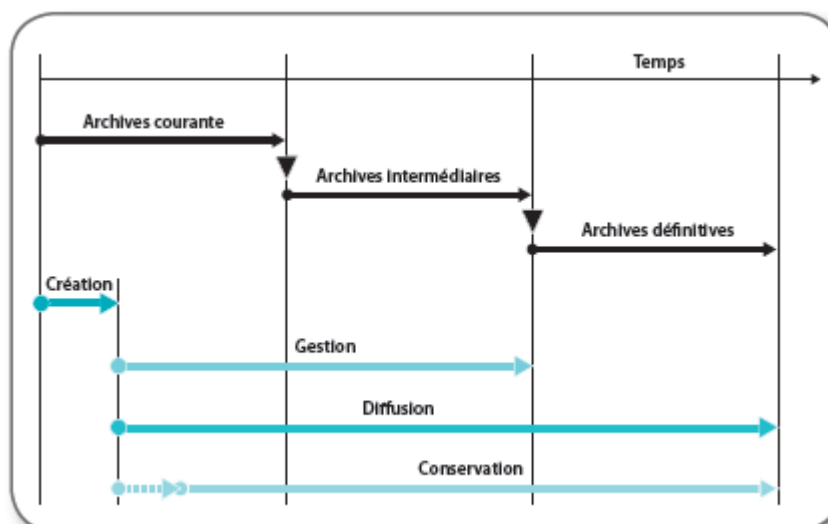 Temps
Archives courante
Archives intermédiaires
Archives définitives
Création
Gestion
Diffusion
Conservation